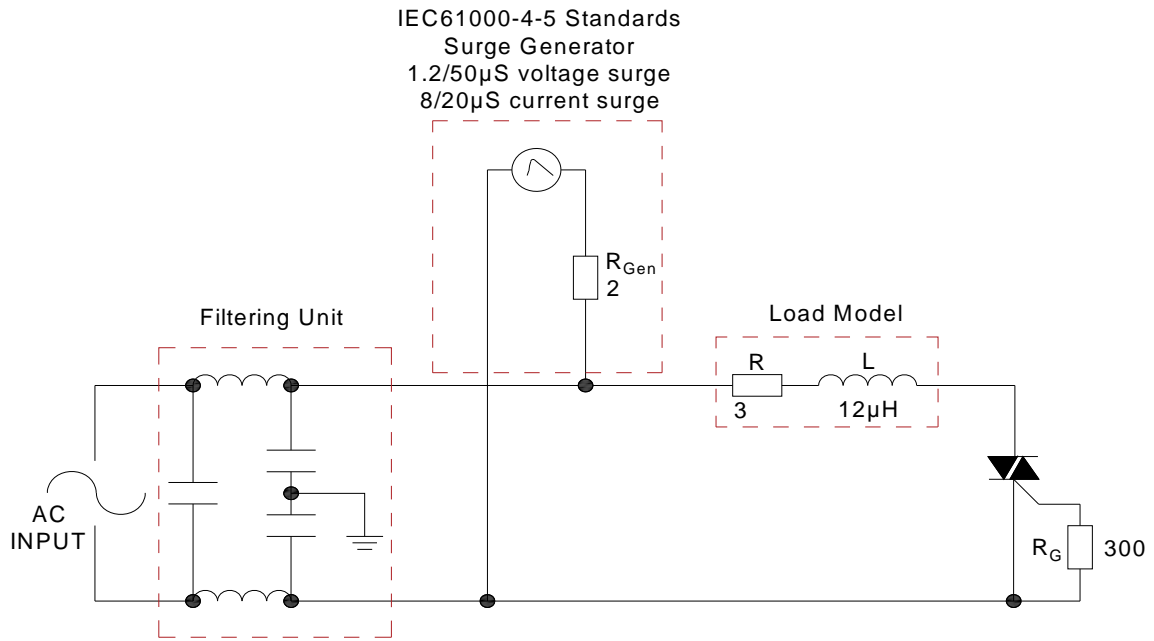 IEC61000-4-5 Standards
Surge Generator
1.2/50µS voltage surge
8/20µS current surge
RGen
2
Filtering Unit
Load Model
R
L
3
12µH
AC
INPUT
RG
300